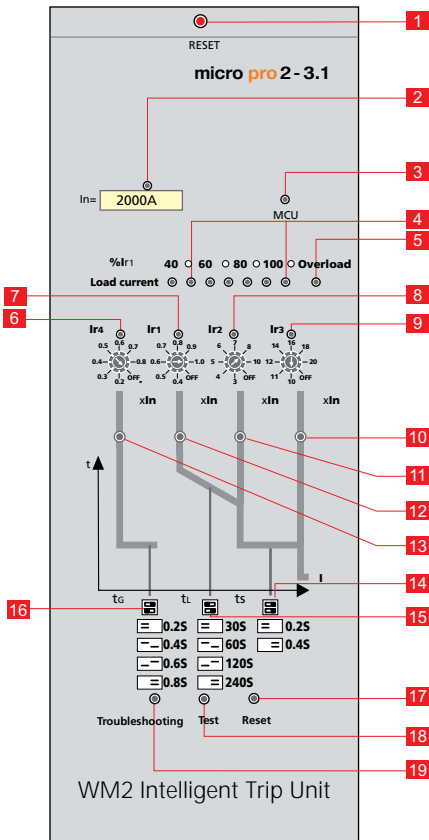 1
RESET
micro pro 2 - 3.1
2
In= 2000A
3
MCU
4
%Ir1 40 60 80 100 Overload
5
Load current
7
6
8
9
Ir4 Ir1 Ir2 Ir3
0.3 0.4 0.5 0.6 0.7 0.8 OFF 0.2
0.5 0.6 0.7 0.8 0.9 1.0 OFF 0.4
4 5 6 7 8 10 OFF 3
11 12 14 16 18 20 OFF 10
xIn xIn xIn xIn
10
11
12
13
t
I
14
tG tL tS
16
15
0.2S 30S 0.2S
0.4S 60S 0.4S
0.6S 120S
0.8S 240S
17
Troubleshooting Test Reset
18
19
WM2 Intelligent Trip Unit